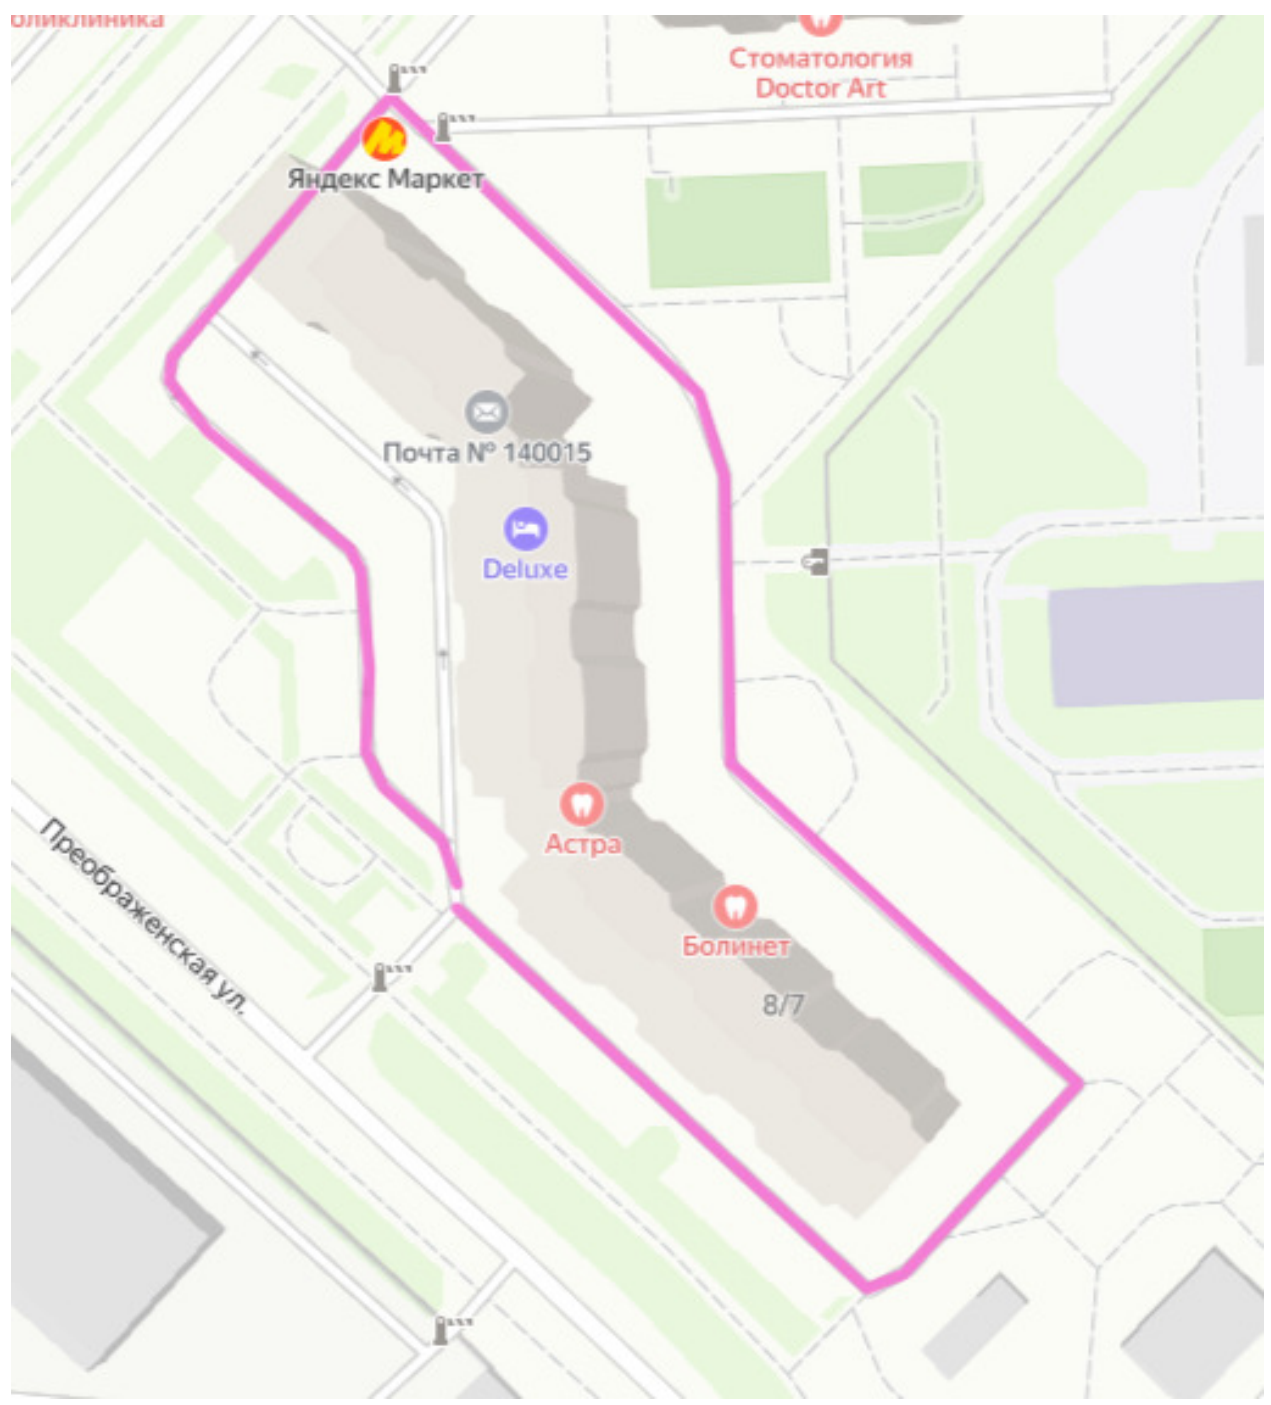 Стоматология
Doctor Art
Яндекс Маркет
Почта № 140015
Deluxe
Астра
Преображенская ул.
Болинет
8/7